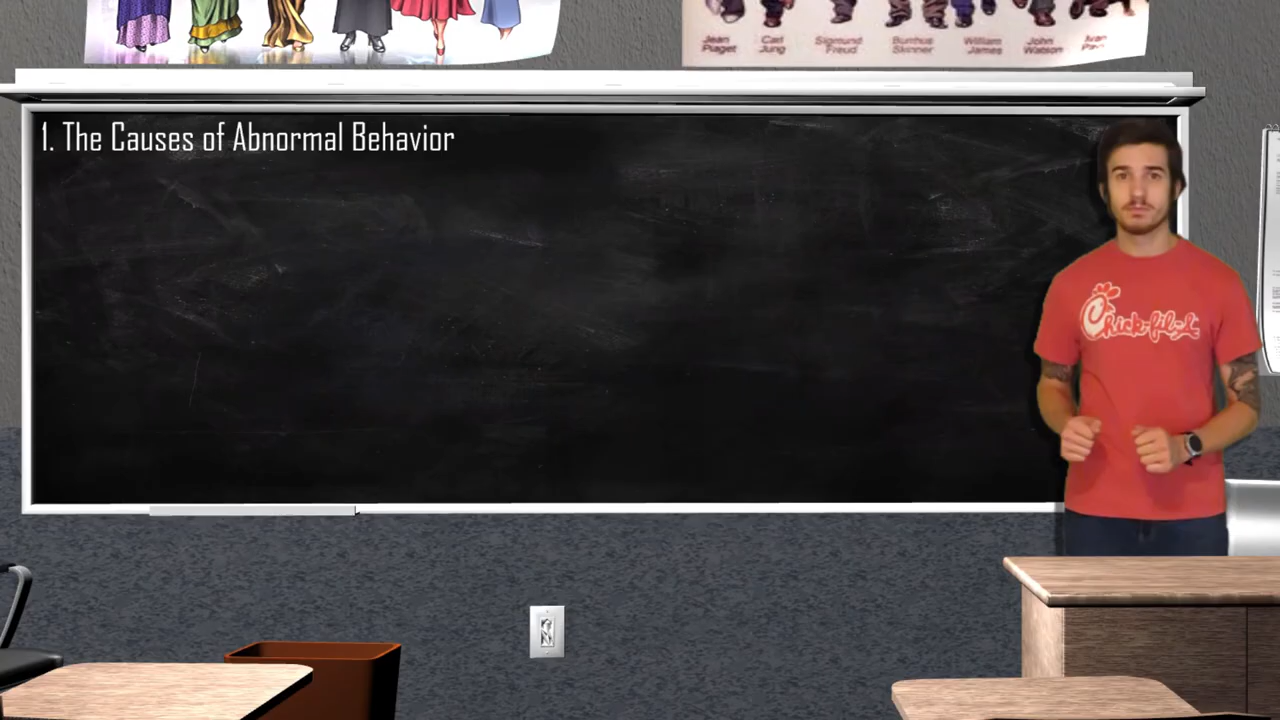 Jean Piaget
Carl Jung
Sigmund Freud
Burrhus Skinner
William James
John Watson
Ivan
1. The Causes of Abnormal Behavior
Chick-fil-A